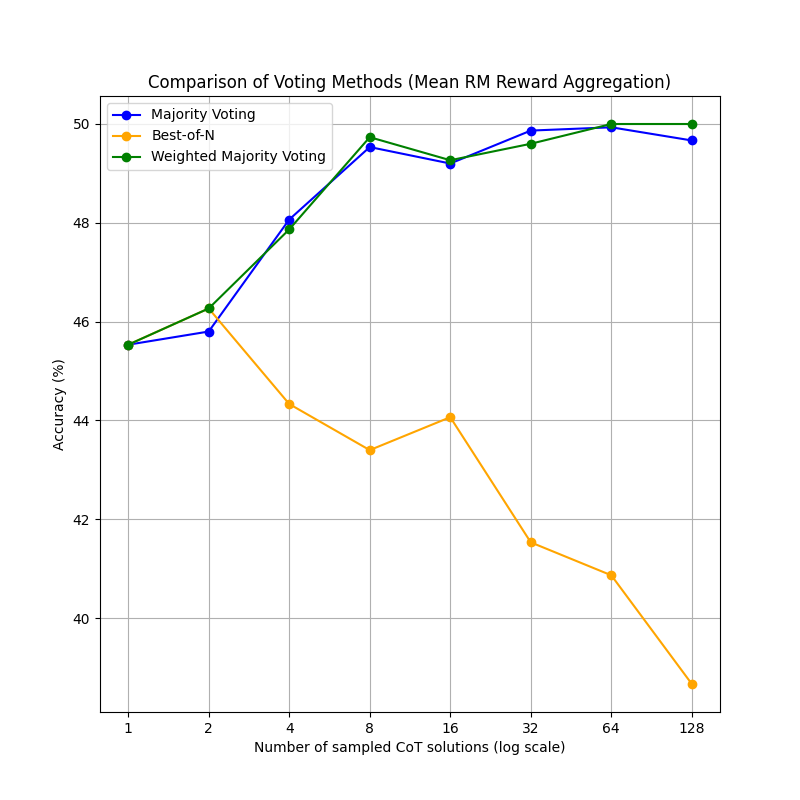 Comparison of Voting Methods (Mean RM Reward Aggregation)
Majority Voting
Best-of-N
Weighted Majority Voting
Accuracy (%)
50
48
46
44
42
40
1 2 4 8 16 32 64 128
Number of sampled CoT solutions (log scale)